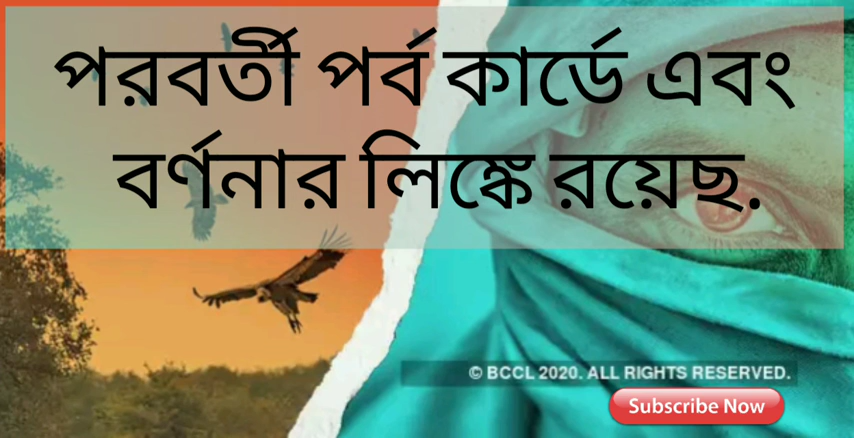 পরবর্তী পর্ব কার্ডে এবং
বর্ণনার লিঙ্কে রয়েছ.
© BCCL 2020. ALL RIGHTS RESERVED.
Subscribe Now